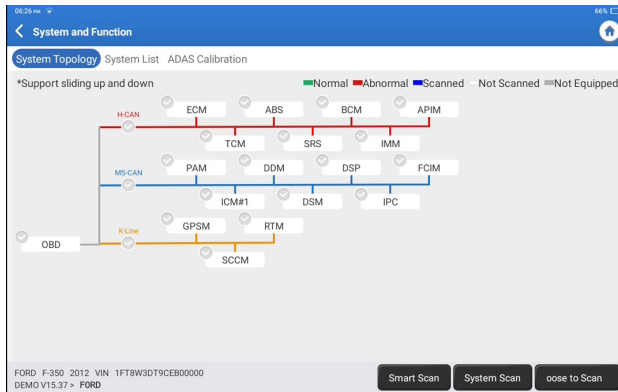 06:26 PM 66%
System and Function
System Topology System List ADAS Calibration
*Support sliding up and down Normal Abnormal Scanned Not Scanned Not Equipped
H-CAN ECM ABS BCM APIM
TCM SRS IMM
MS-CAN PAM DDM DSP FCIM
ICM#1 DSM IPC
K-Line GPSM RTM
OBD
SCCM
FORD F-350 2012 VIN 1FT8W3DT9CEB00000
DEMO V15.37 > FORD
Smart Scan System Scan oose to Scan